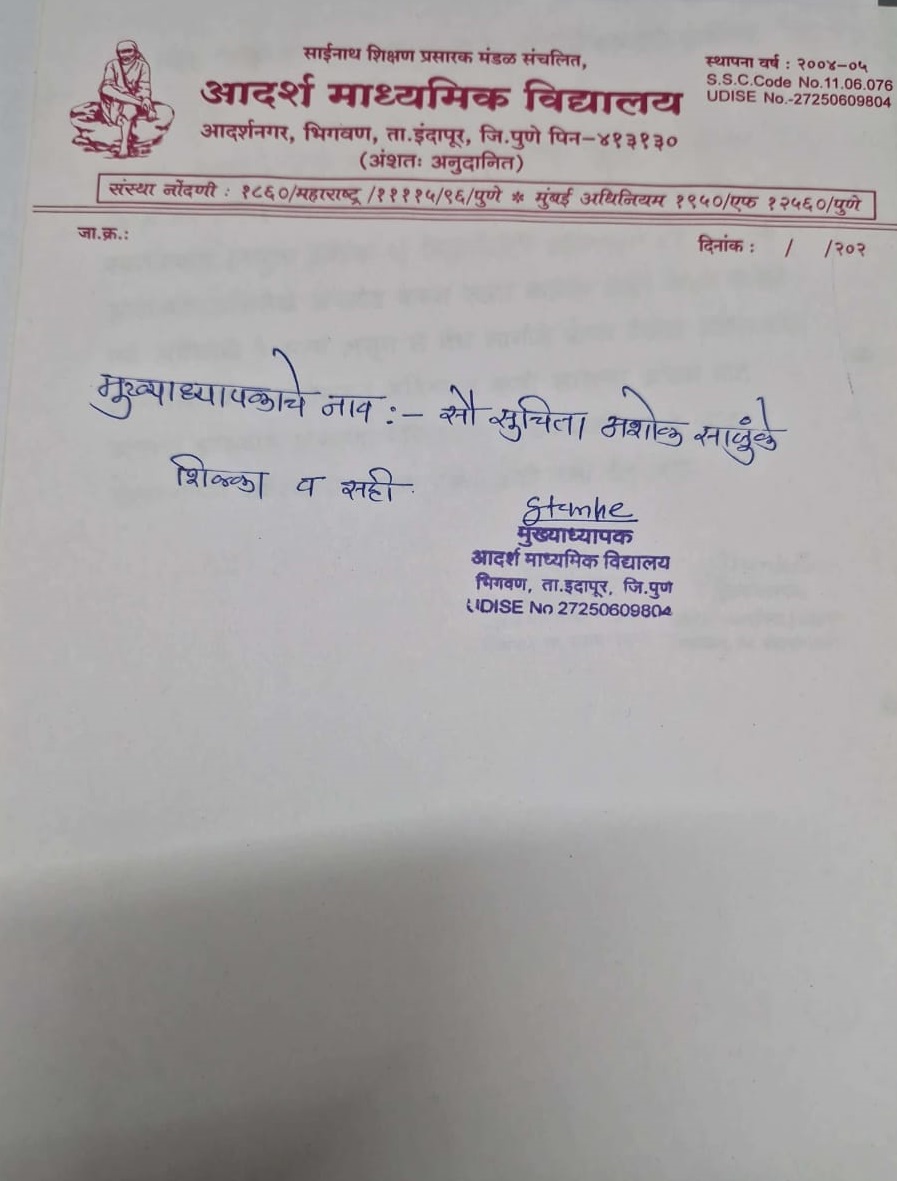 साईनाथ शिक्षण प्रसारक मंडळ संचलित,
आदर्श माध्यमिक विद्यालय
आदर्शनगर, भिगवण, ता.इंदापूर, जि.पुणे पिन-४१३१३०
(अंशतः अनुदानित)
स्थापना वर्ष : २००४-०५
S.S.C.Code No.11.06.076
UDISE No.-27250609804
संस्था नोंदणी : १८६०/महाराष्ट्र /११११५/९६/पुणे * मुंबई अधिनियम १९५०/एफ १२५६०/पुणे
जा.क्र.:
दिनांक : / /२०२
मुख्याध्यापकाचे नाव :- सौ सुचिता अशोक साळुंके
शिक्का व सही
मुख्याध्यापक
आदर्श माध्यमिक विद्यालय
भिगवण, ता.इंदापूर, जि.पुणे
UDISE No 27250609804